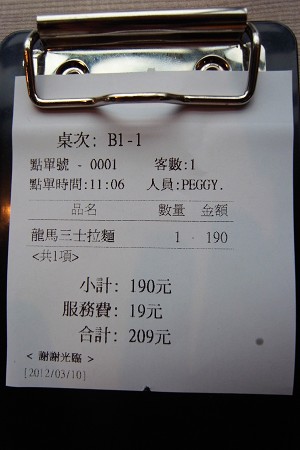 桌次: B1-1
點單號 - 0001 客數:1
點單時間:11:06 人員:PEGGY.
品名 數量 金額
龍馬三士拉麵 1 - 190
<共1項>
小計: 190元
服務費: 19元
合計: 209元
< 謝謝光臨 >
[2012/03/10]